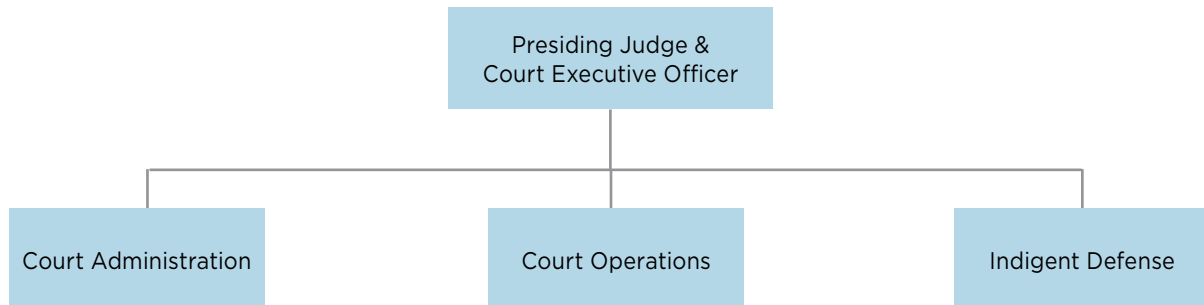 Presiding Judge &
Court Executive Officer
Court Administration
Court Operations
Indigent Defense